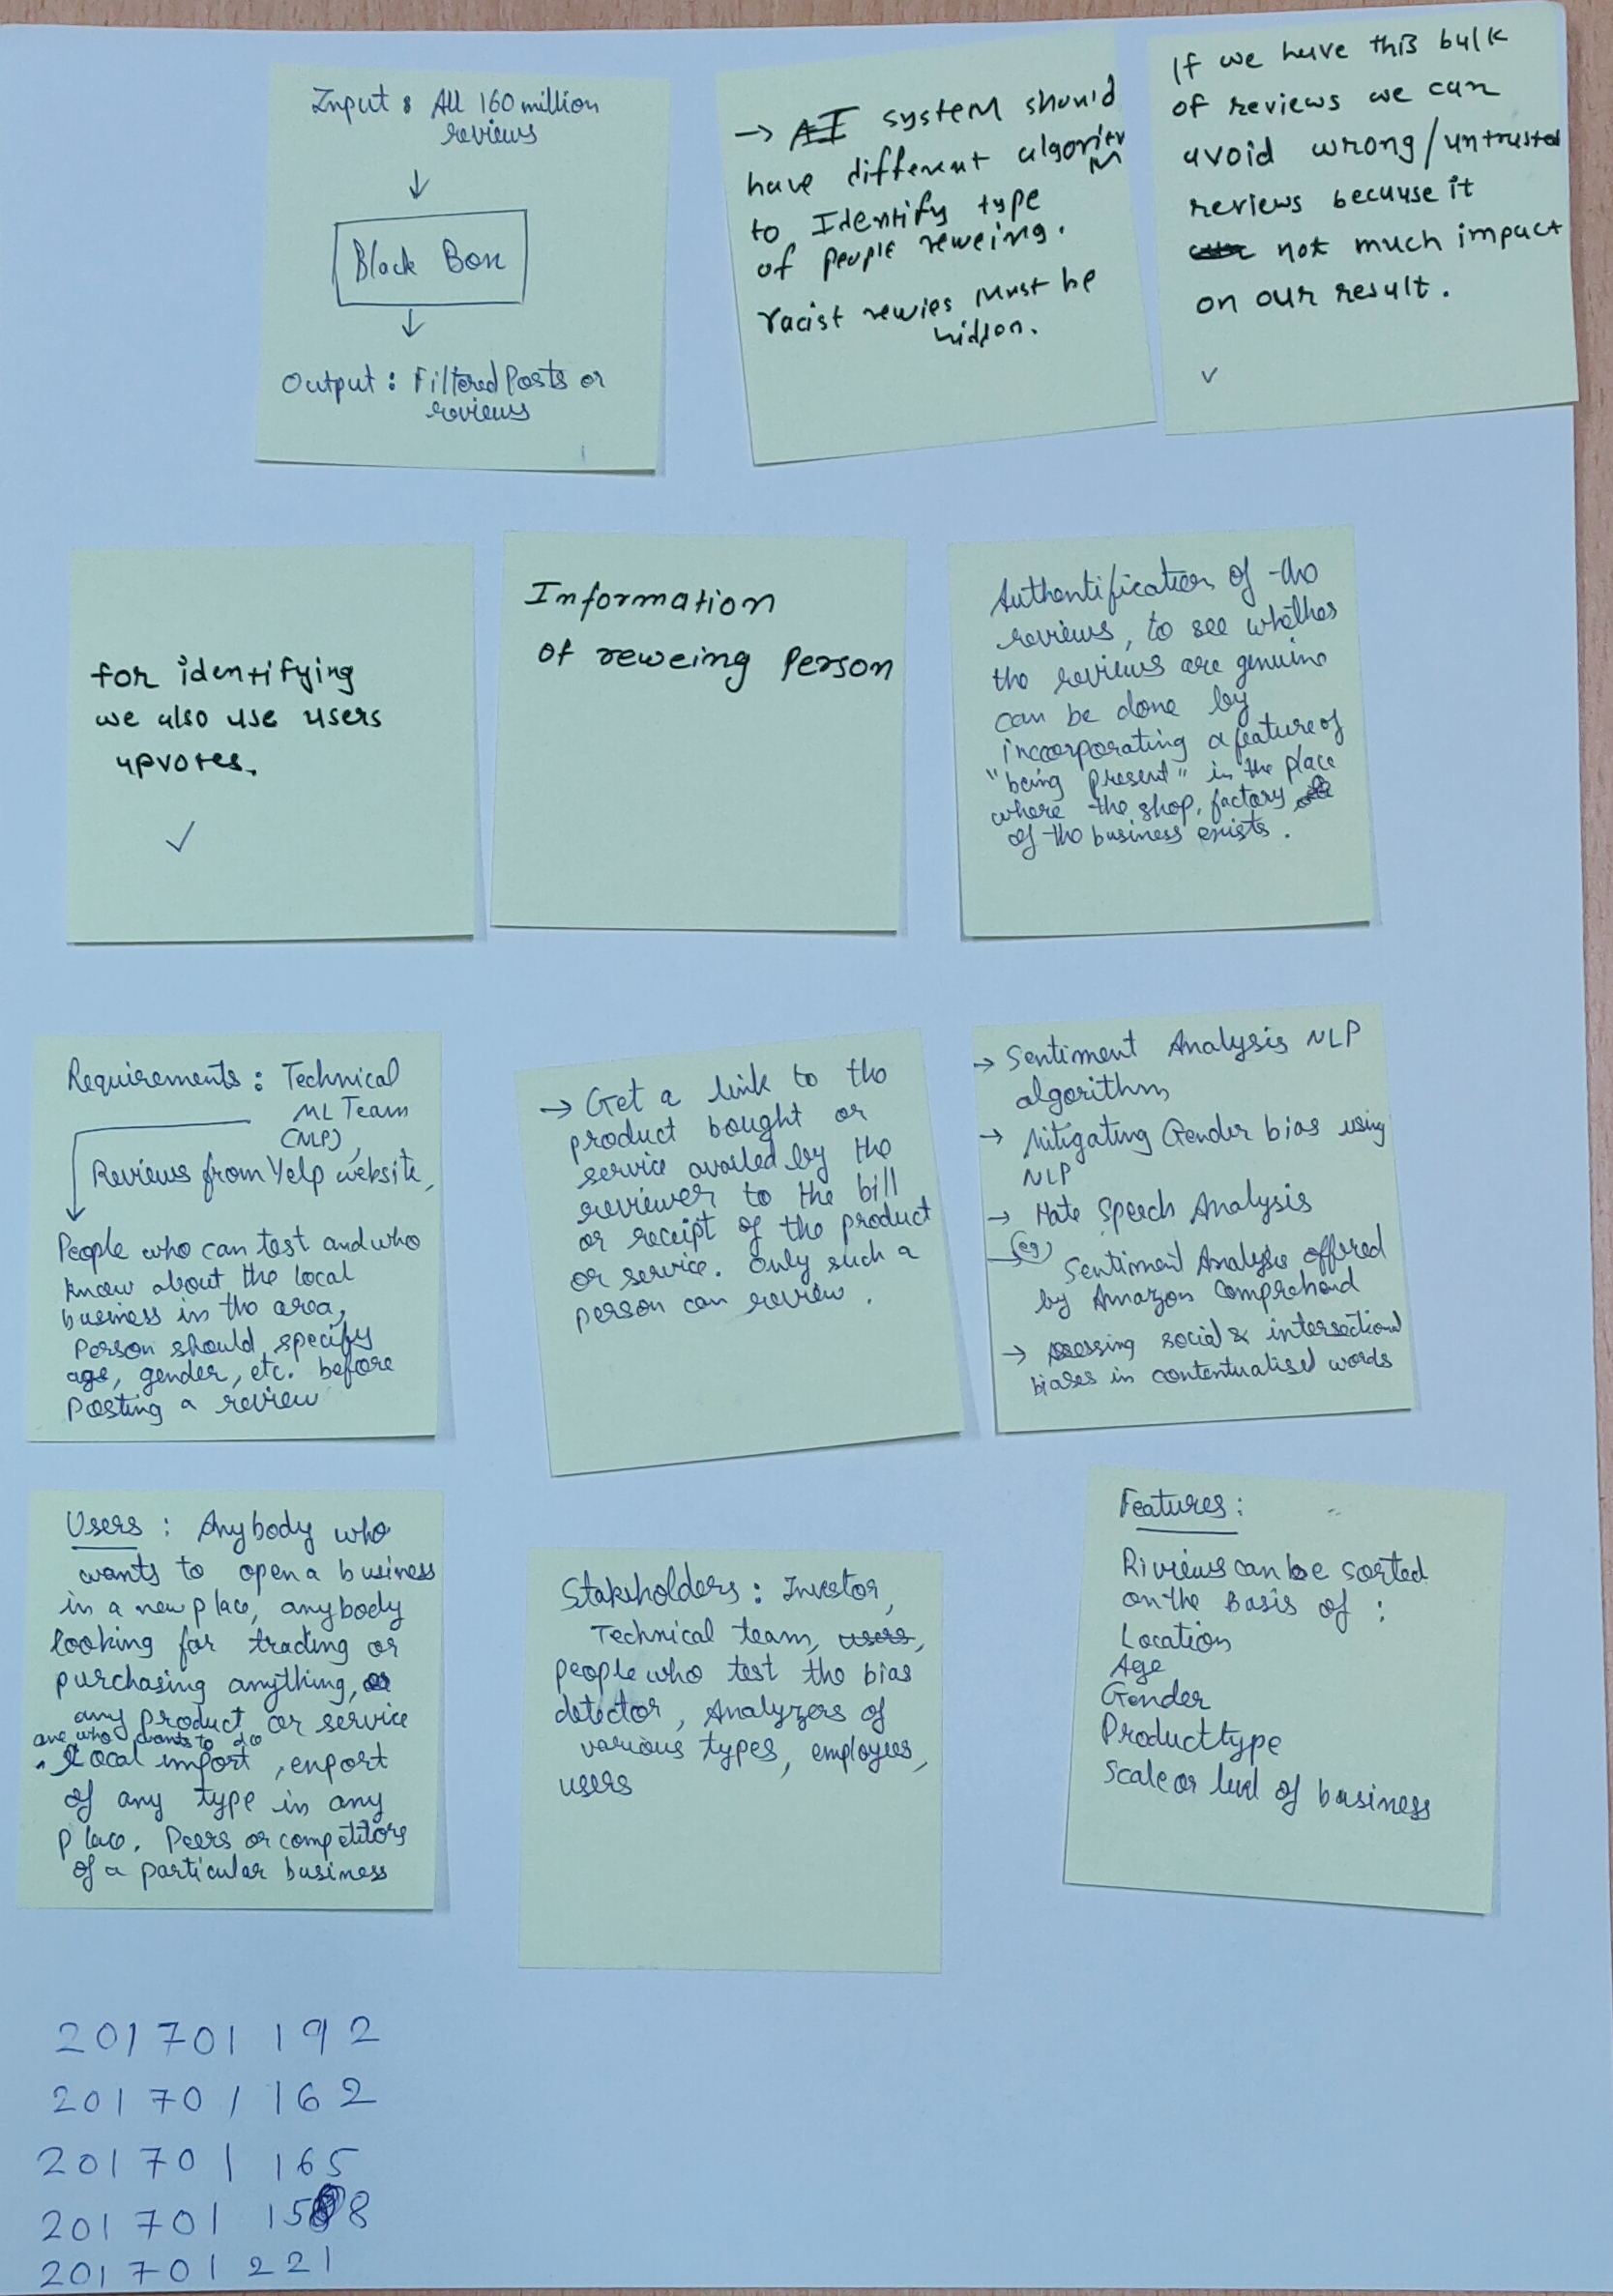 Input : All 160 million
reviews
Black Box
Output : Filtered Posts or
reviews
→ AI system should
have different algoriem
to Identify type
of people reweing.
racist rewies must be
hidden.
If we have this bulk
of reviews we can
avoid wrong/untrusted
reviews because it
not much impact
on our result.
for identifying
we also use users
upvotes.
Information
of reweing Person
Authentification of the
reviews, to see whether
the reviews are genuine
can be done by
incorporating a feature of
"being present" in the place
where the shop, factory
of the business exists.
Requirements : Technical
ML Team
(NLP),
Reviews from Yelp website,
People who can test and who
know about the local
business in the area,
Person should specify
age, gender, etc. before
Posting a review
→ Get a link to the
product bought or
service availed by the
reviewer to the bill
or receipt of the product
or service. Only such a
person can review.
→ Sentiment Analysis NLP
algorithm
→ Mitigating Gender bias using
NLP
→ Hate Speech Analysis
(eg)
Sentiment Analysis offered
by Amazon Comprehend
→ assessing social & intersectional
biases in contextualised words
Users : Anybody who
wants to open a business
in a new place, anybody
looking for trading or
purchasing anything, or
any product or service
one who wants to do
Local import, export
of any type in any
place. Peers or competitors
of a particular business
Stakeholders : Investor,
Technical team, users,
people who test the bias
detector, Analyzers of
various types, employees,
users
Features :
Riviews can be sorted
on the Basis of :
Location
Age
Gender
Product type
Scale or level of business
201701192
201701162
201701165
201701158
201701221